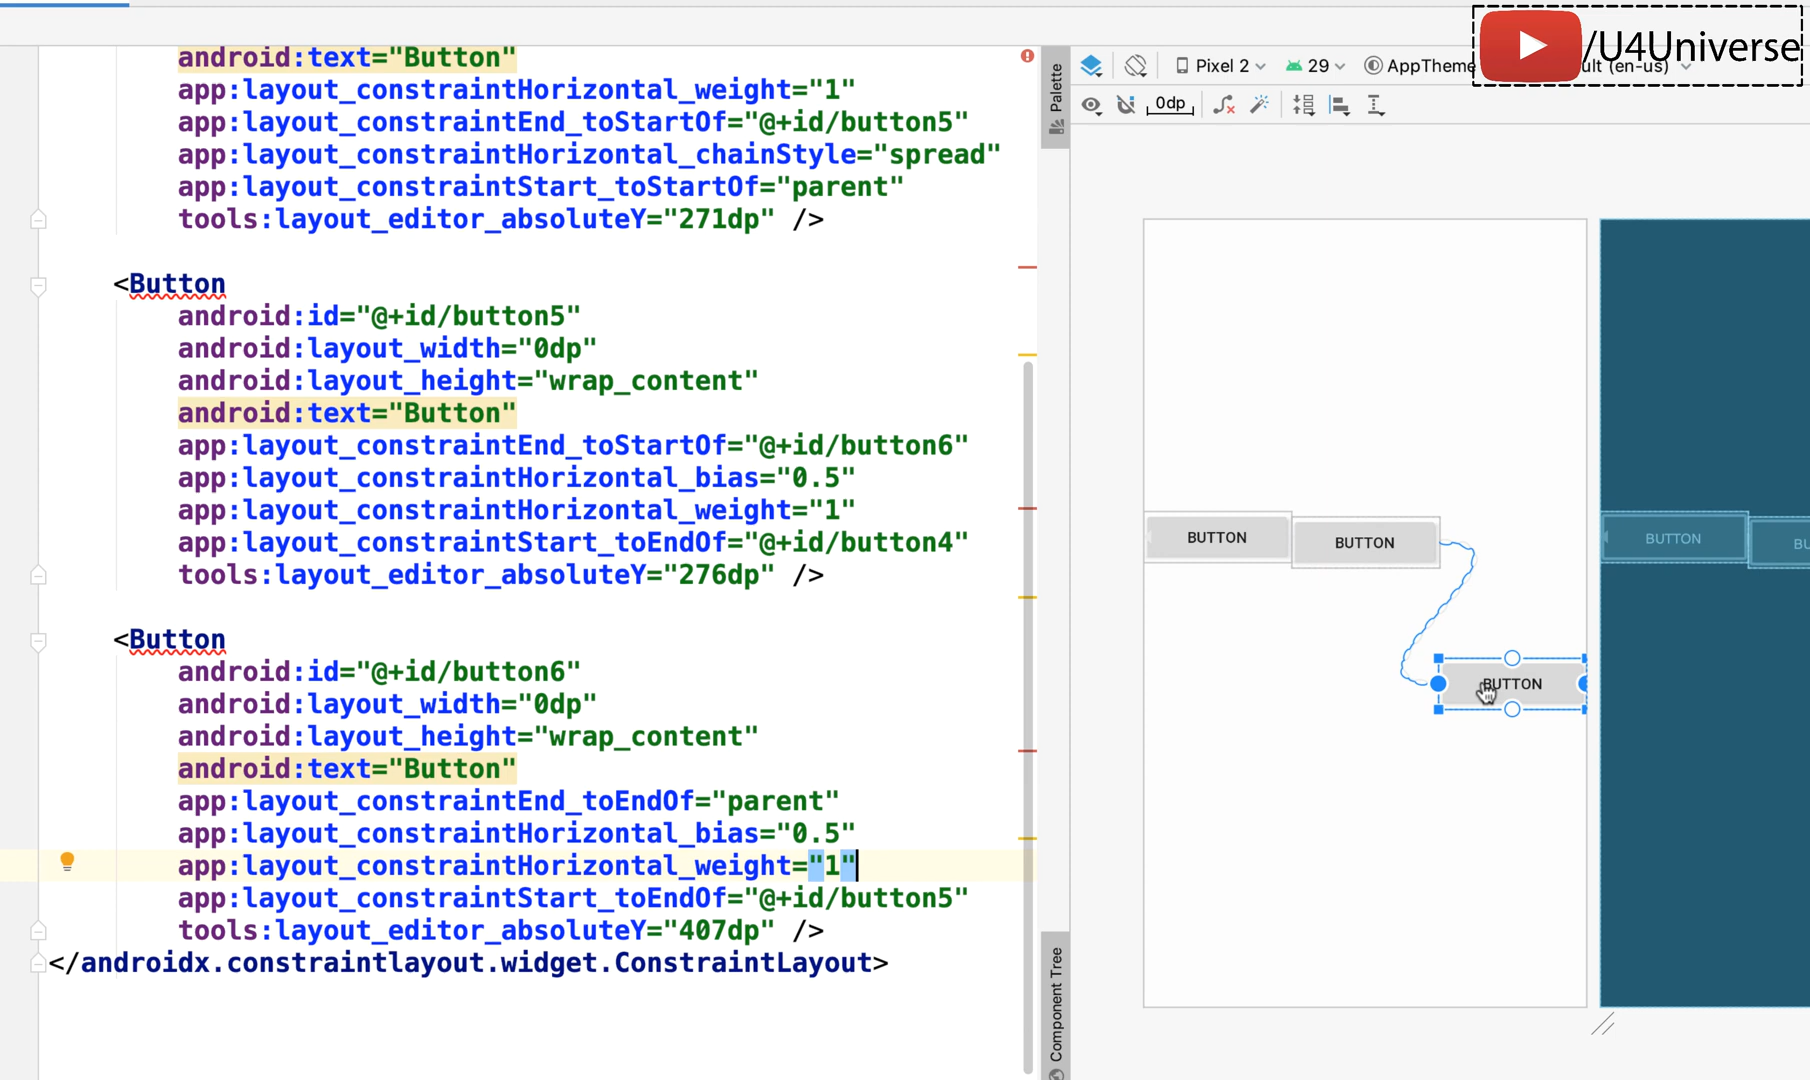 android:text="Button"
app:layout_constraintHorizontal_weight="1"
app:layout_constraintEnd_toStartOf="@+id/button5"
app:layout_constraintHorizontal_chainStyle="spread"
app:layout_constraintStart_toStartOf="parent"
tools:layout_editor_absoluteY="271dp" />
<Button
android:id="@+id/button5"
android:layout_width="0dp"
android:layout_height="wrap_content"
android:text="Button"
app:layout_constraintEnd_toStartOf="@+id/button6"
app:layout_constraintHorizontal_bias="0.5"
app:layout_constraintHorizontal_weight="1"
app:layout_constraintStart_toEndOf="@+id/button4"
tools:layout_editor_absoluteY="276dp" />
<Button
android:id="@+id/button6"
android:layout_width="0dp"
android:layout_height="wrap_content"
android:text="Button"
app:layout_constraintEnd_toEndOf="parent"
app:layout_constraintHorizontal_bias="0.5"
app:layout_constraintHorizontal_weight="1"
app:layout_constraintStart_toEndOf="@+id/button5"
tools:layout_editor_absoluteY="407dp" />
</androidx.constraintlayout.widget.ConstraintLayout>
Palette
Component Tree
Pixel 2
29
AppTheme
ult (en-us)
/U4Universe
0dp
BUTTON
BUTTON
BUTTON
BUTTON
BU